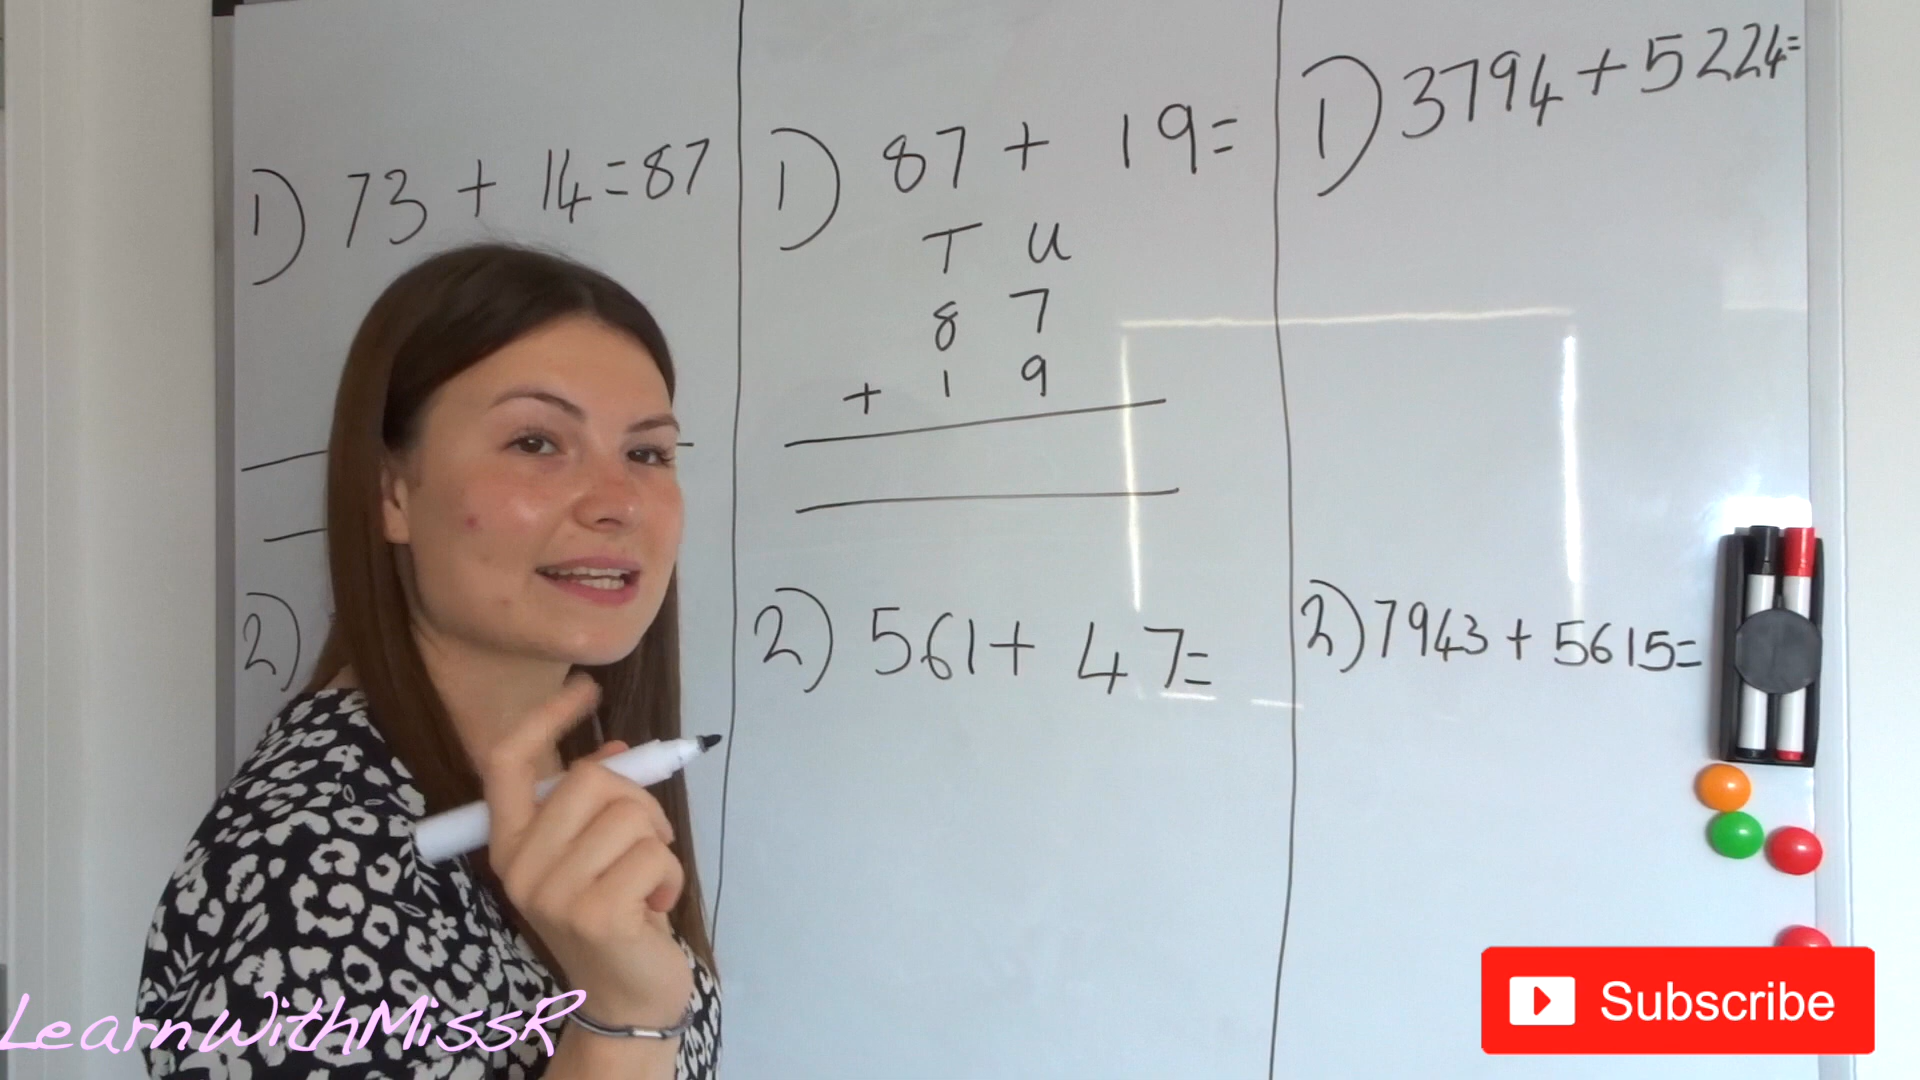 1) 73 + 14 = 87
2)
1) 87 + 19 =
T U
8 7
+ 1 9
2) 561 + 47 =
1) 3794 + 5224 =
2) 7943 + 5615 =
LearnWithMissR
Subscribe